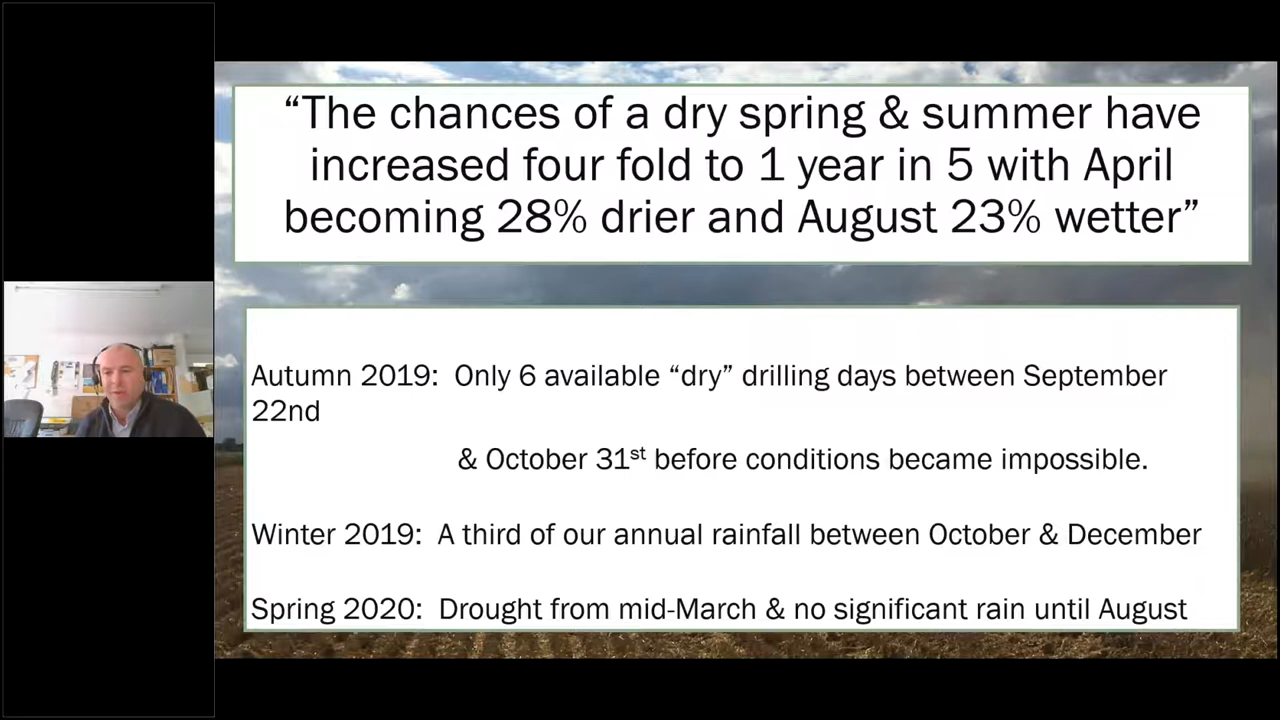 “The chances of a dry spring & summer have
increased four fold to 1 year in 5 with April
becoming 28% drier and August 23% wetter”
Autumn 2019: Only 6 available “dry” drilling days between September
22nd
& October 31st before conditions became impossible.
Winter 2019: A third of our annual rainfall between October & December
Spring 2020: Drought from mid-March & no significant rain until August